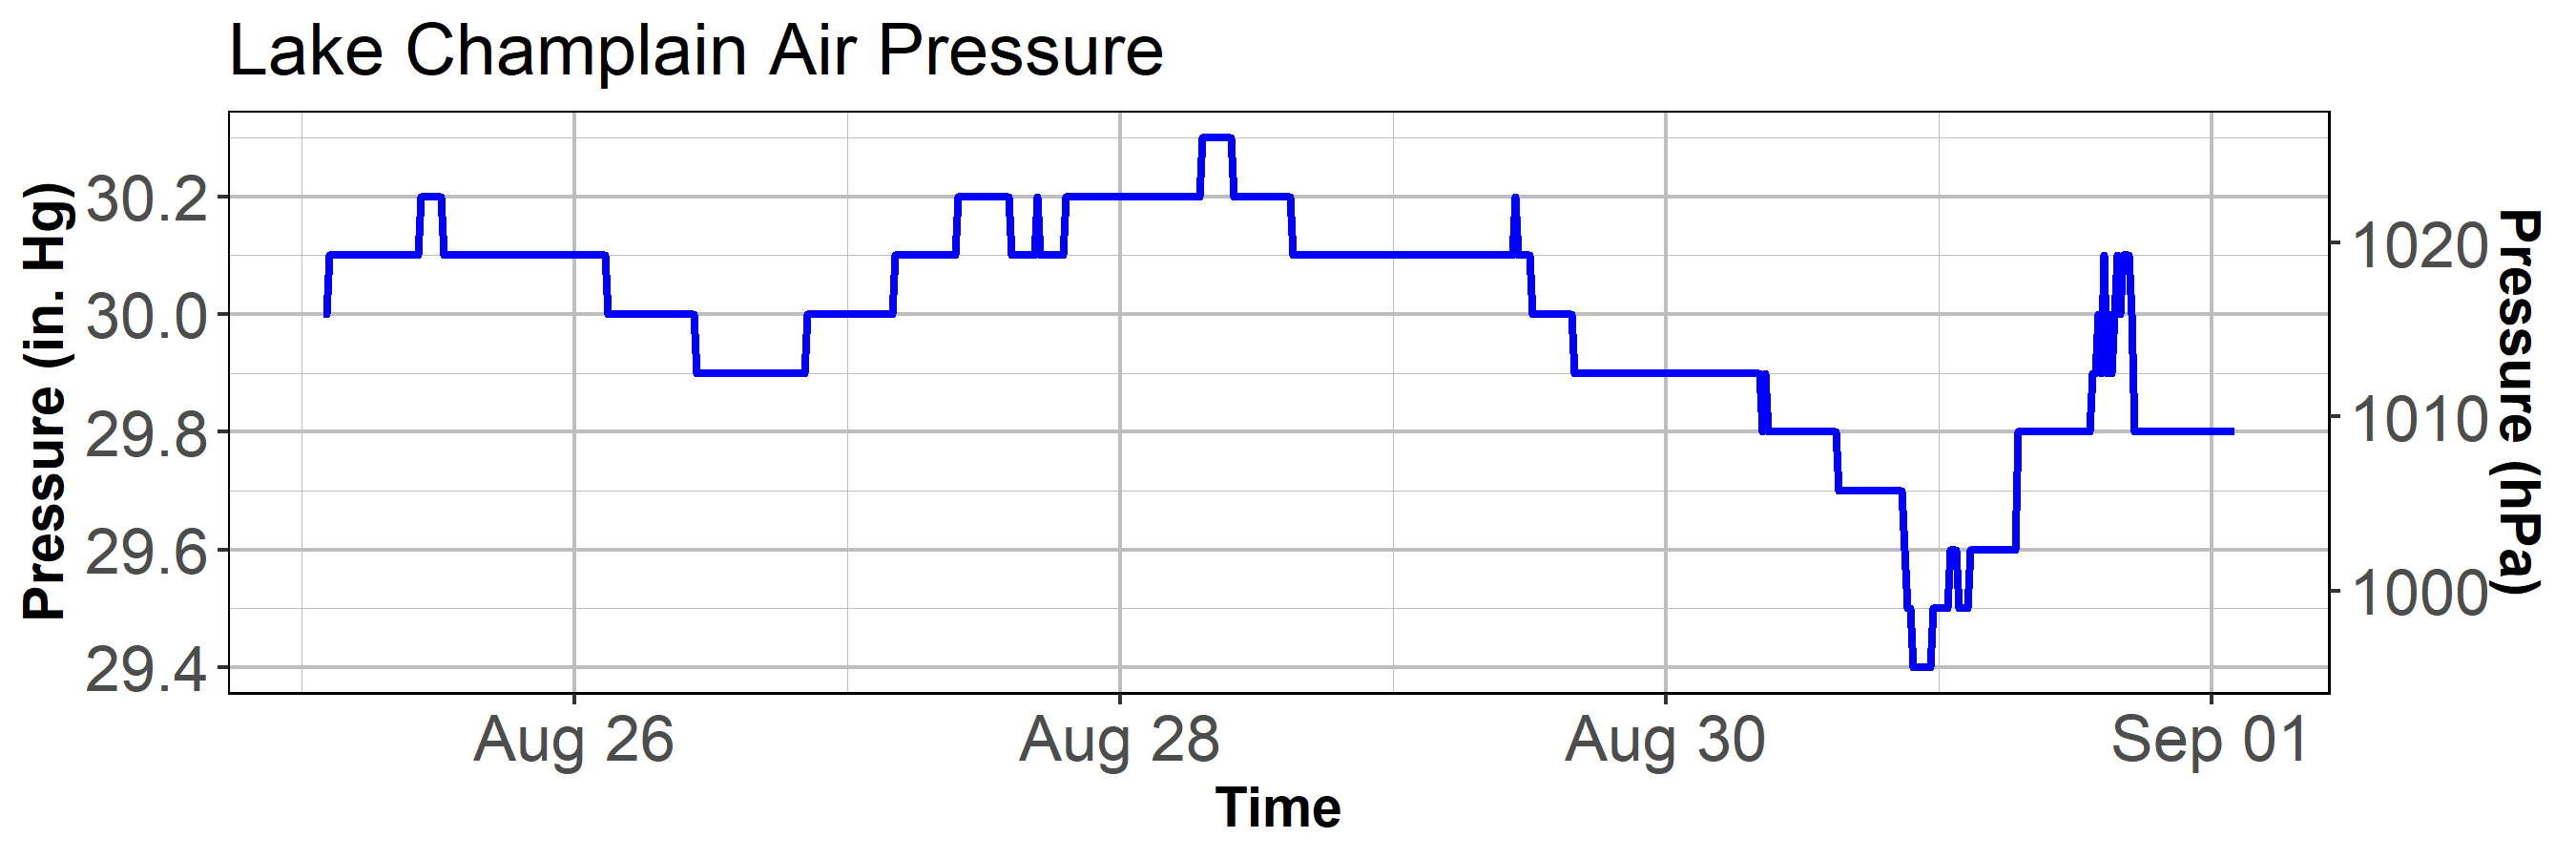 Lake Champlain Air Pressure
Pressure (in. Hg)
30.2
30.0
29.8
29.6
29.4
1020
1010
1000
Pressure (hPa)
Aug 26
Aug 28
Aug 30
Sep 01
Time